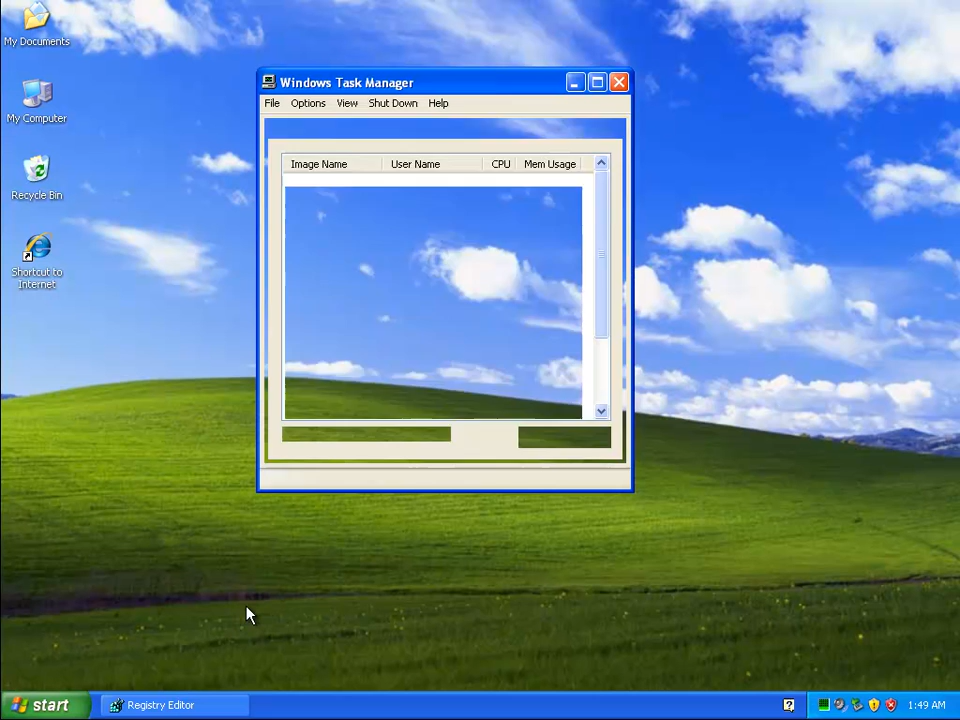 My Documents
My Computer
Recycle Bin
Shortcut to
Internet
Windows Task Manager
File Options View Shut Down Help
Image Name User Name CPU Mem Usage
start
Registry Editor
1:49 AM